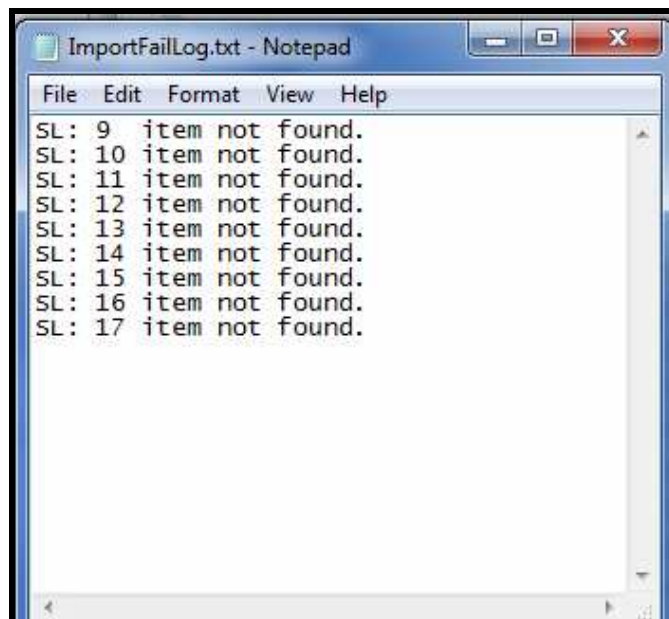 ImportFailLog.txt - Notepad
File Edit Format View Help
SL: 9  item not found.
SL: 10 item not found.
SL: 11 item not found.
SL: 12 item not found.
SL: 13 item not found.
SL: 14 item not found.
SL: 15 item not found.
SL: 16 item not found.
SL: 17 item not found.